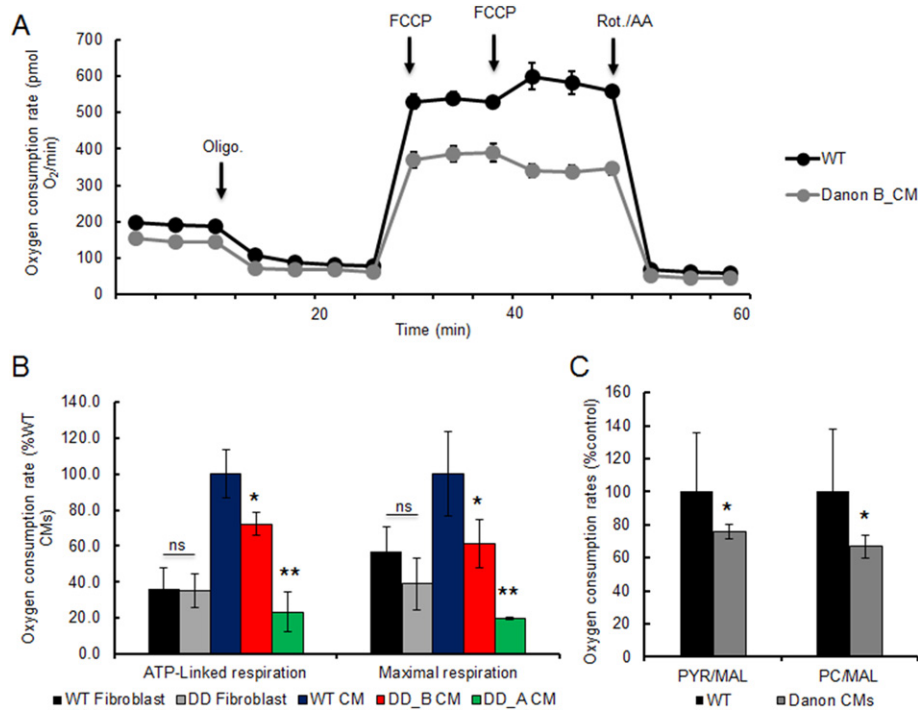 A
FCCP
FCCP
Rot./AA
Oligo.
Oxygen consumption rate (pmol
O₂/min)
700
600
500
400
300
200
100
0
20
40
60
Time (min)
WT
Danon B_CM
B
Oxygen consumption rate (%WT
CMs)
140.0
120.0
100.0
80.0
60.0
40.0
20.0
0.0
ns
*
**
ns
*
**
ATP-Linked respiration
Maximal respiration
WT Fibroblast
DD Fibroblast
WT CM
DD_B CM
DD_A CM
C
Oxygen consumption rates (%control)
160
140
120
100
80
60
40
20
0
*
*
PYR/MAL
PC/MAL
WT
Danon CMs